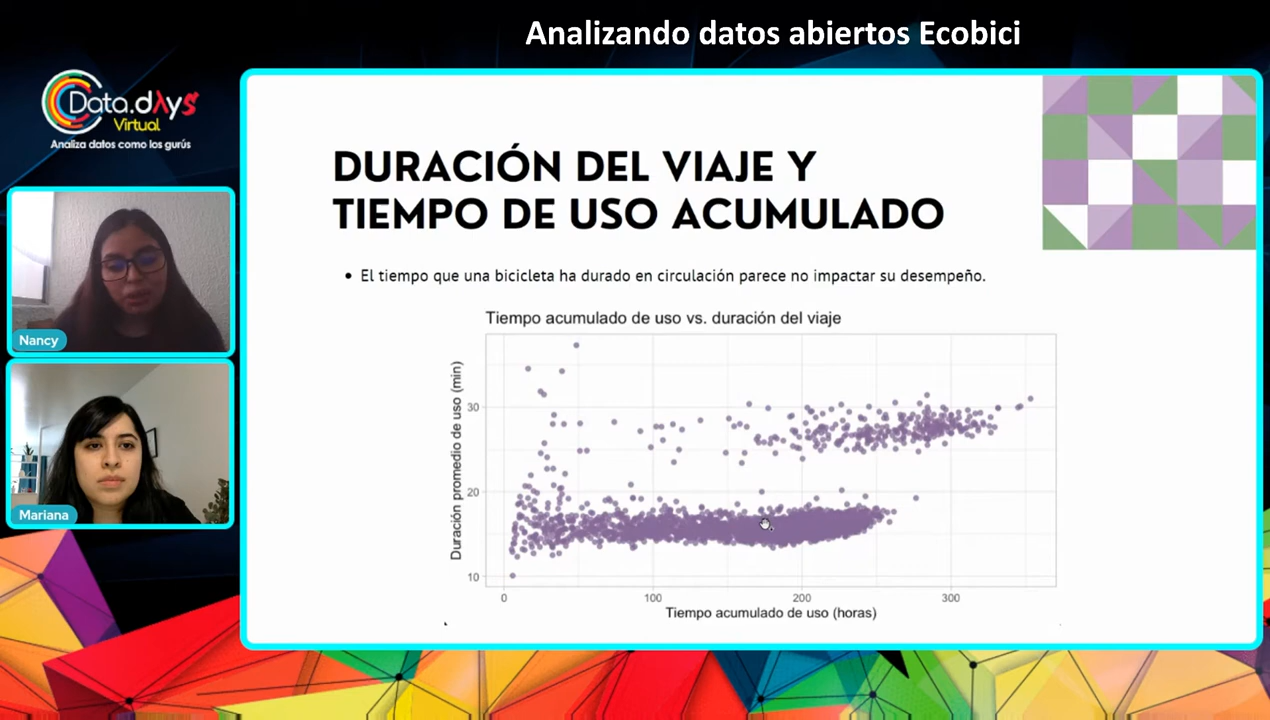 Analizando datos abiertos Ecobici
Data.dAys
Virtual
Analiza datos como los gurús
DURACIÓN DEL VIAJE Y
TIEMPO DE USO ACUMULADO
• El tiempo que una bicicleta ha durado en circulación parece no impactar su desempeño.
Tiempo acumulado de uso vs. duración del viaje
Duración promedio de uso (min)
30
20
10
0 100 200 300
Tiempo acumulado de uso (horas)
Nancy
Mariana